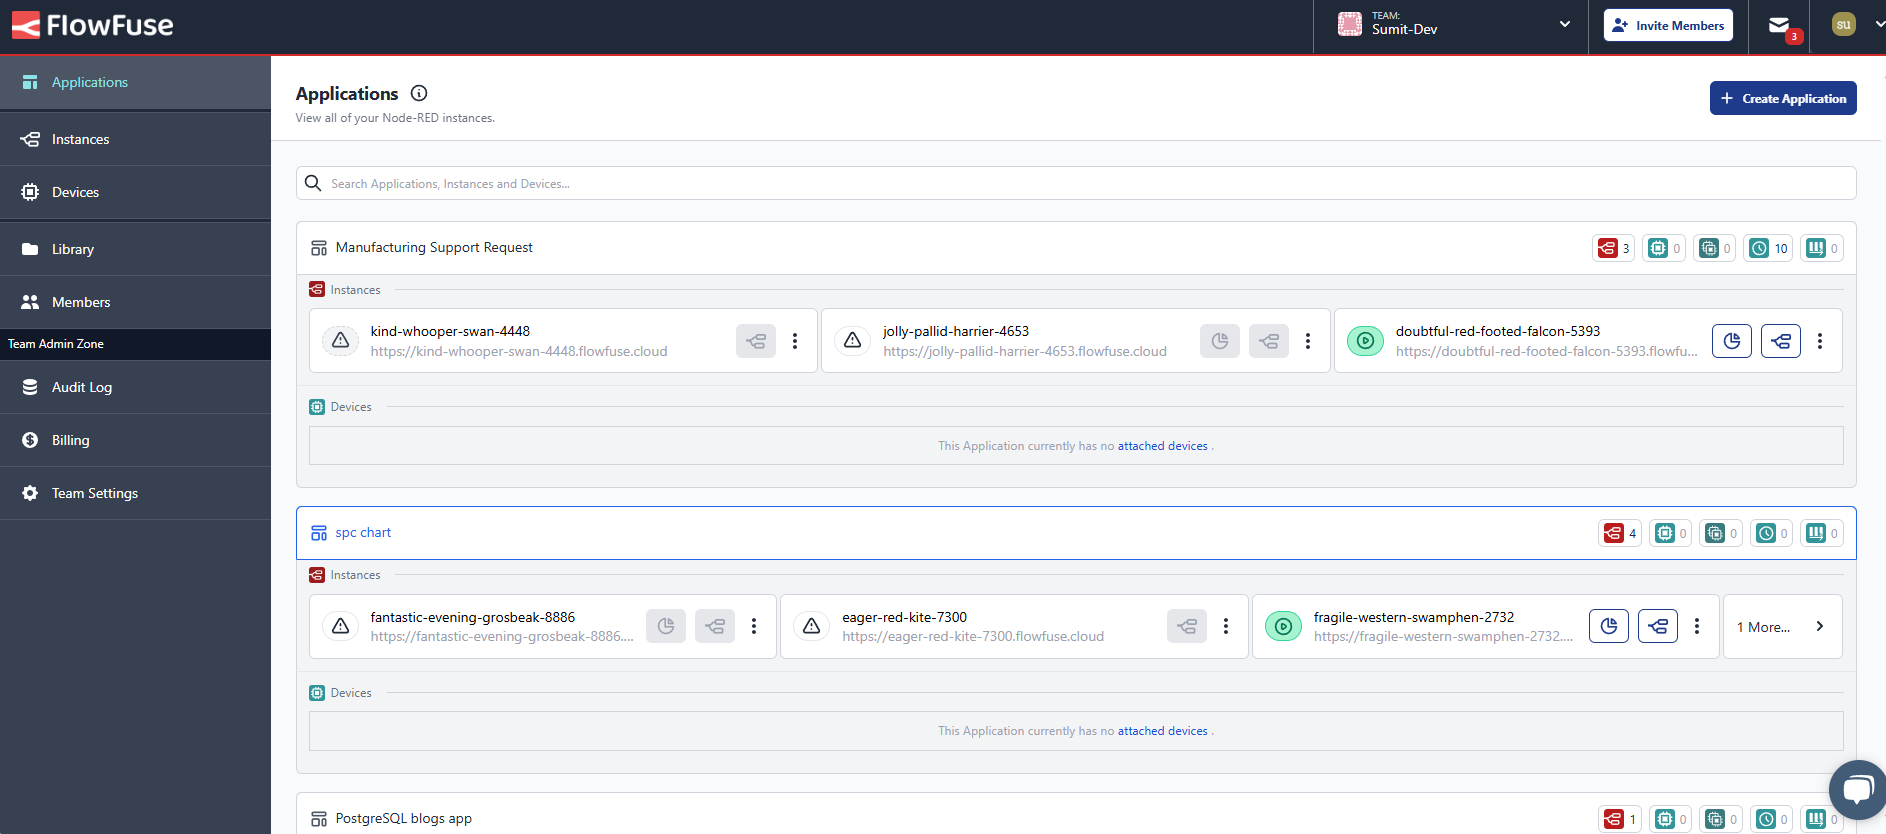 FlowFuse
TEAM:
Sumit-Dev
Invite Members
3
su
Applications
Instances
Devices
Library
Members
Team Admin Zone
Audit Log
Billing
Team Settings
Applications
View all of your Node-RED instances.
Create Application
Search Applications, Instances and Devices...
Manufacturing Support Request
3 0 0 10 0
Instances
kind-whooper-swan-4448
https://kind-whooper-swan-4448.flowfuse.cloud
jolly-pallid-harrier-4653
https://jolly-pallid-harrier-4653.flowfuse.cloud
doubtful-red-footed-falcon-5393
https://doubtful-red-footed-falcon-5393.flowfu...
Devices
This Application currently has no attached devices .
spc chart
4 0 0 0 0
Instances
fantastic-evening-grosbeak-8886
https://fantastic-evening-grosbeak-8886....
eager-red-kite-7300
https://eager-red-kite-7300.flowfuse.cloud
fragile-western-swamphen-2732
https://fragile-western-swamphen-2732....
1 More...
Devices
This Application currently has no attached devices .
PostgreSQL blogs app
1 0 0 0 0